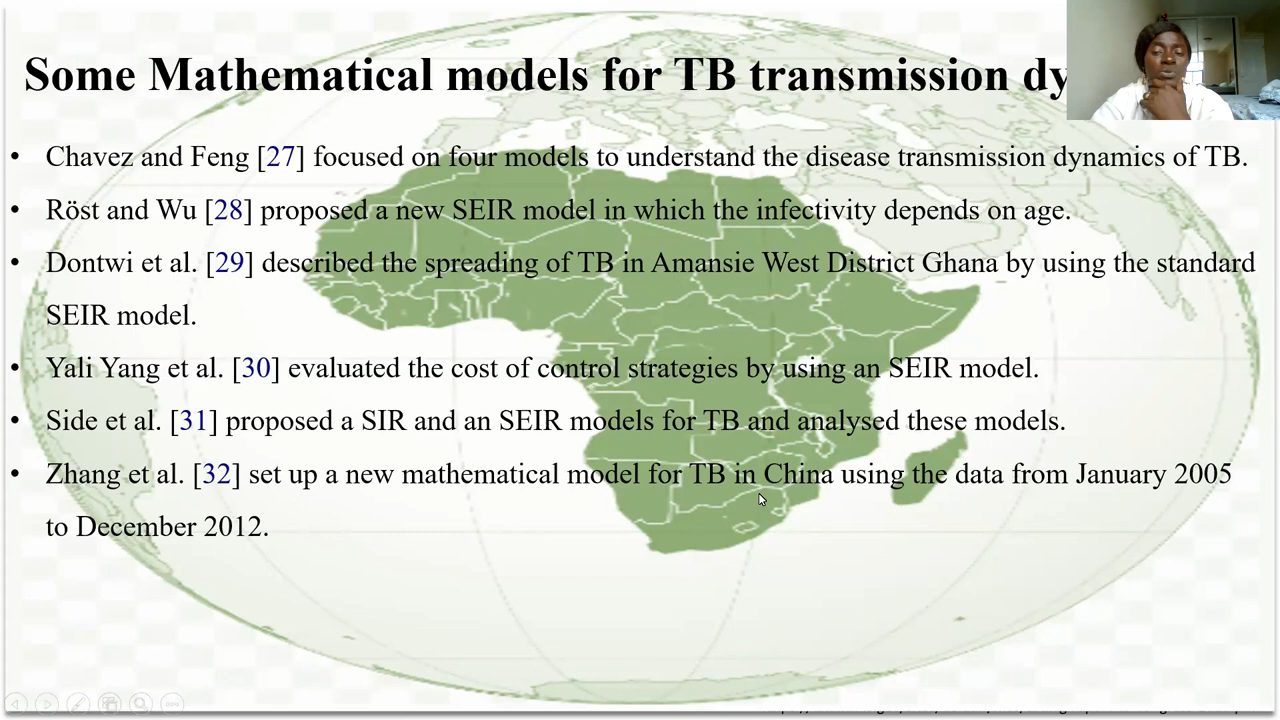 Some Mathematical models for TB transmission dy
• Chavez and Feng [27] focused on four models to understand the disease transmission dynamics of TB.
• Röst and Wu [28] proposed a new SEIR model in which the infectivity depends on age.
• Dontwi et al. [29] described the spreading of TB in Amansie West District Ghana by using the standard
SEIR model.
• Yali Yang et al. [30] evaluated the cost of control strategies by using an SEIR model.
• Side et al. [31] proposed a SIR and an SEIR models for TB and analysed these models.
• Zhang et al. [32] set up a new mathematical model for TB in China using the data from January 2005
to December 2012.